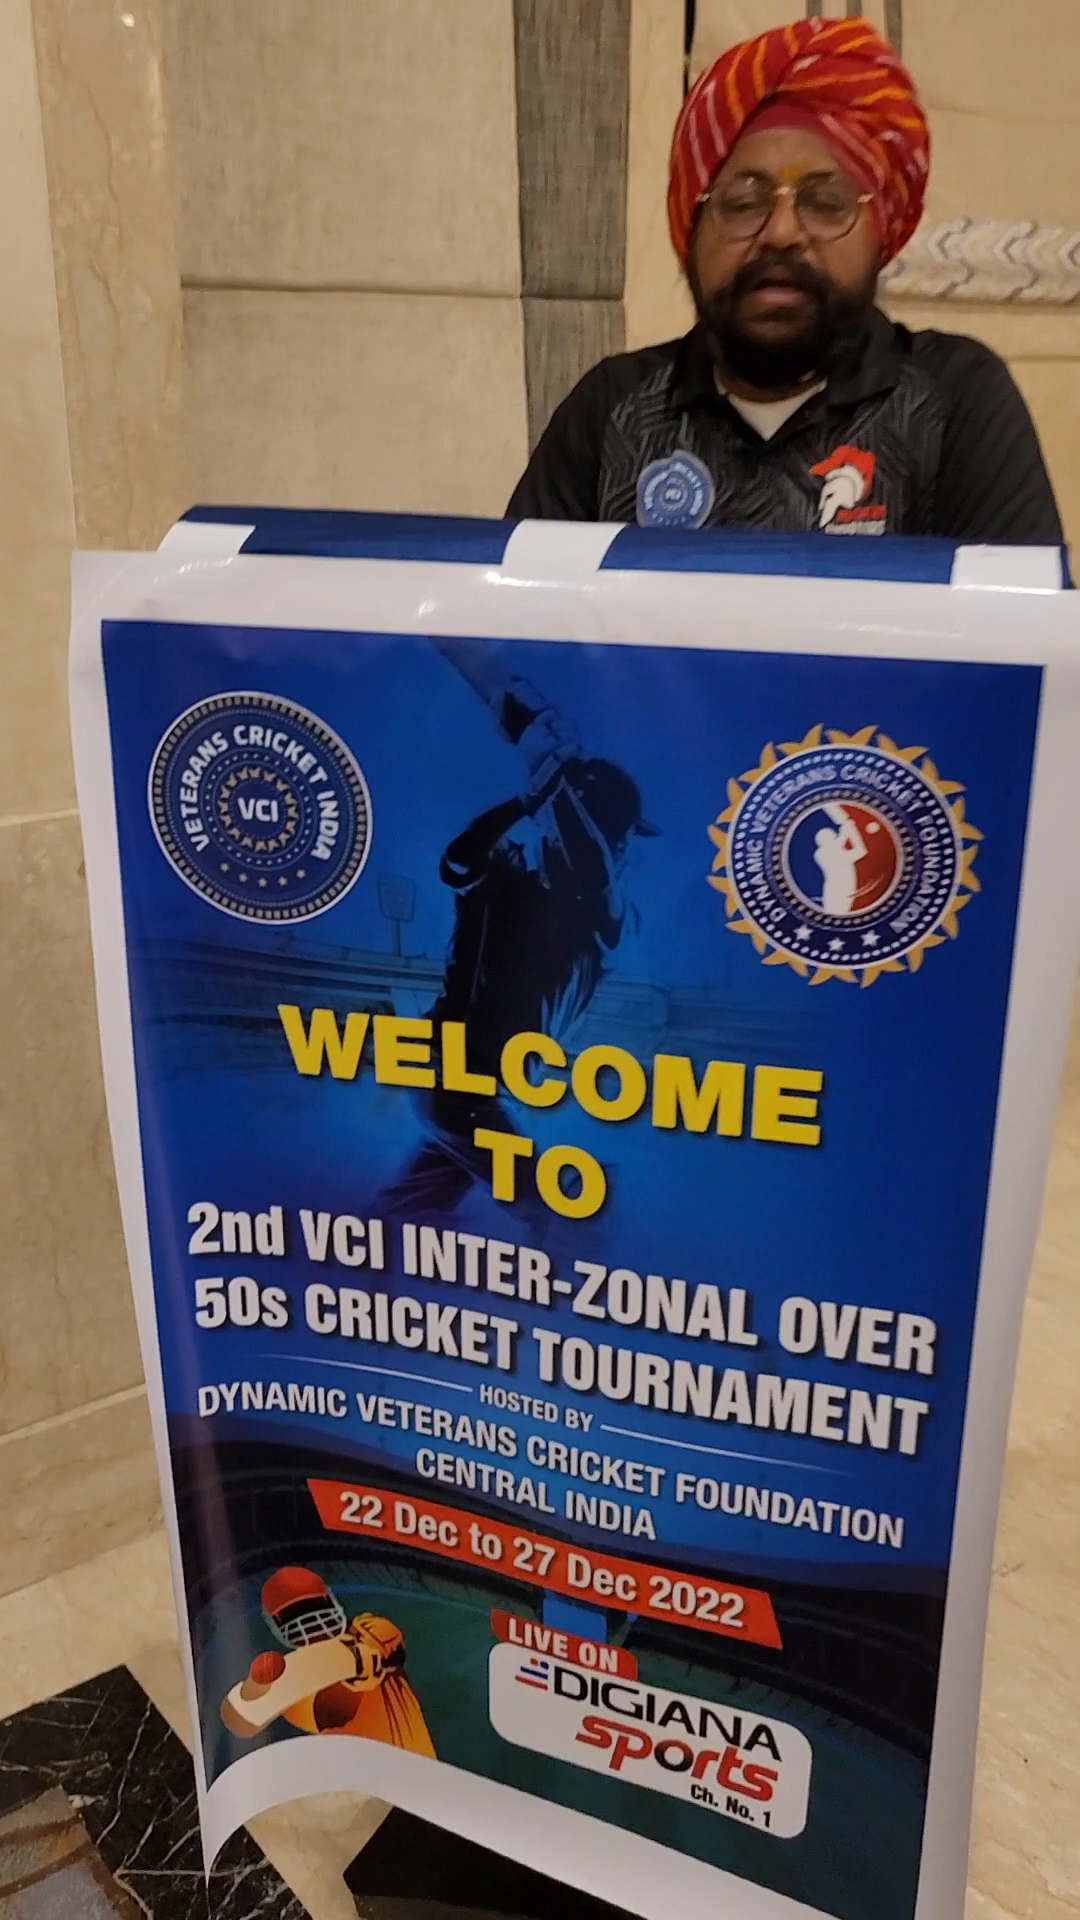 VETERANS CRICKET INDIA
VCI
DYNAMIC VETERANS CRICKET FOUNDATION
WELCOME
TO
2nd VCI INTER-ZONAL OVER
50s CRICKET TOURNAMENT
HOSTED BY
DYNAMIC VETERANS CRICKET FOUNDATION
CENTRAL INDIA
22 Dec to 27 Dec 2022
LIVE ON
DIGIANA
sports
Ch. No. 1